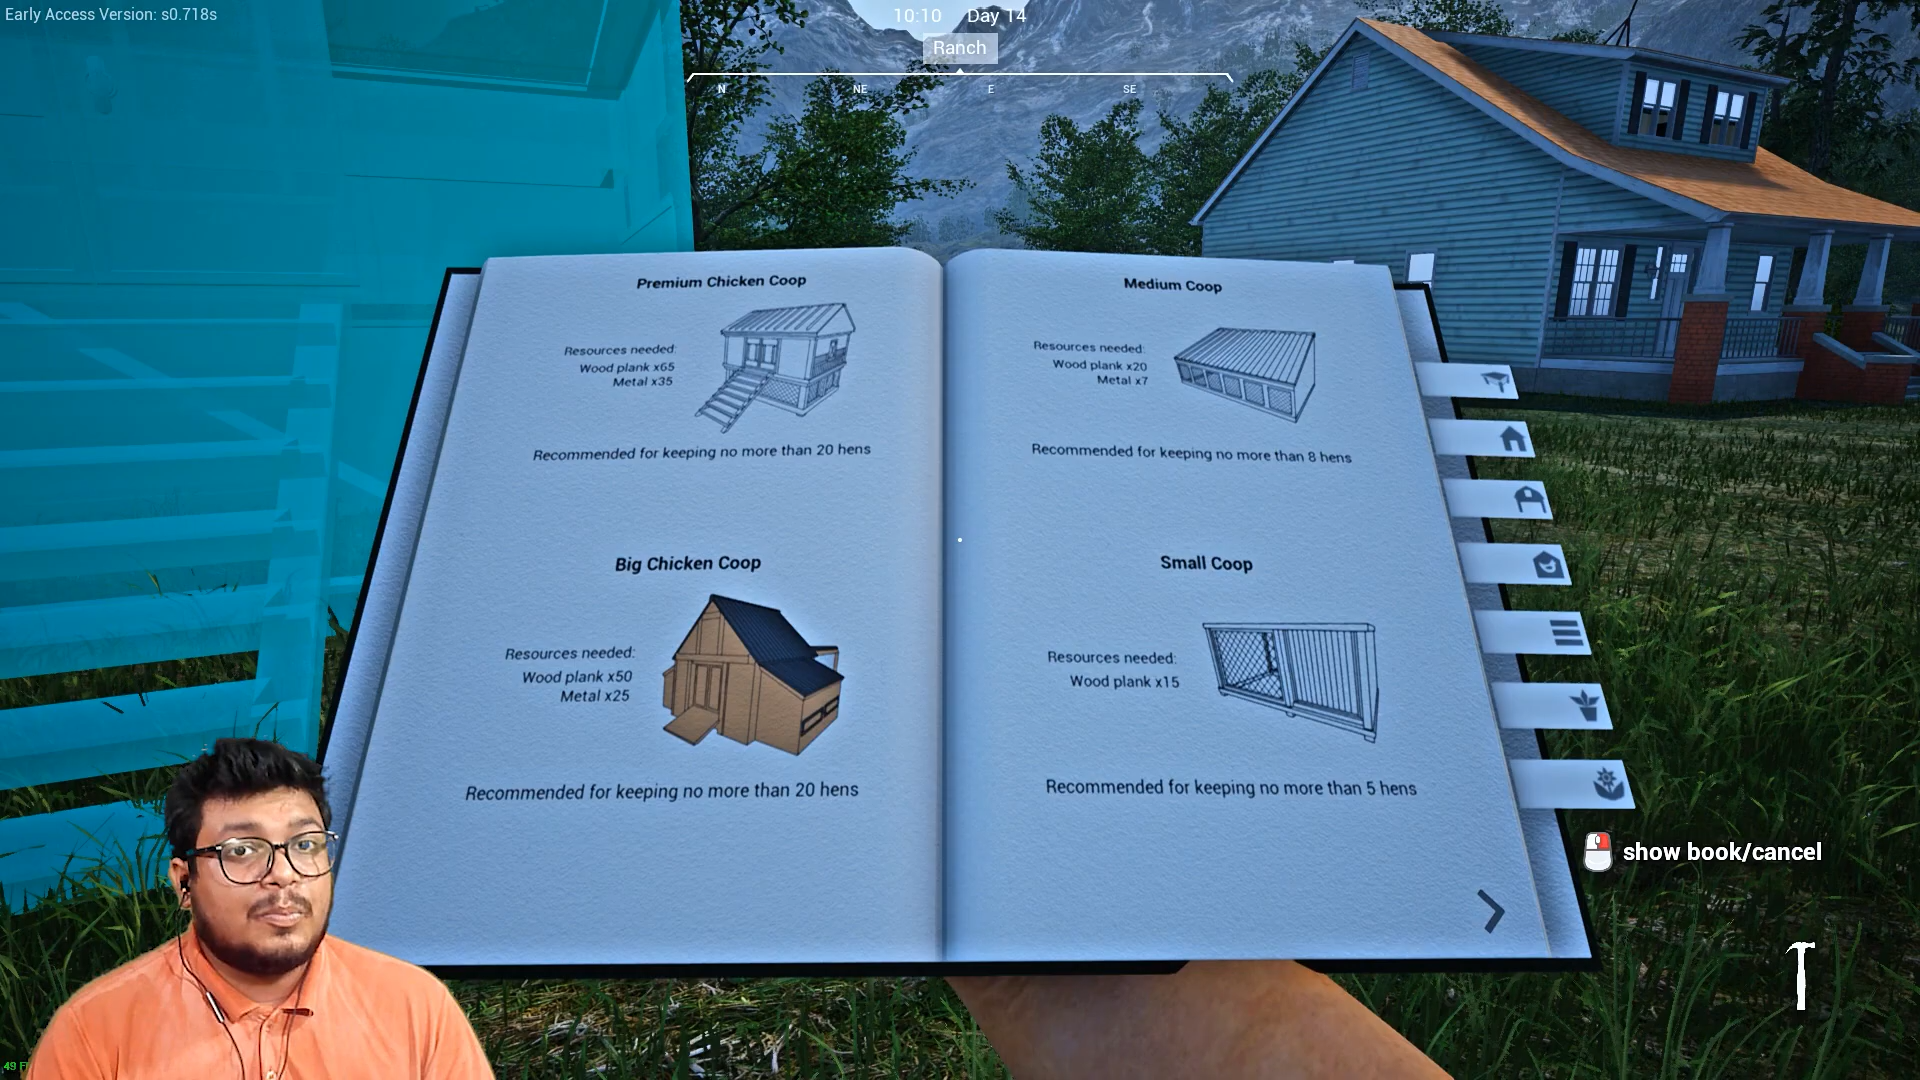 Early Access Version: s0.718s
10:10 Day 14
Ranch
N NE E SE
Premium Chicken Coop
Resources needed:
Wood plank x65
Metal x35
Recommended for keeping no more than 20 hens
Big Chicken Coop
Resources needed:
Wood plank x50
Metal x25
Recommended for keeping no more than 20 hens
Medium Coop
Resources needed:
Wood plank x20
Metal x7
Recommended for keeping no more than 8 hens
Small Coop
Resources needed:
Wood plank x15
Recommended for keeping no more than 5 hens
show book/cancel
49